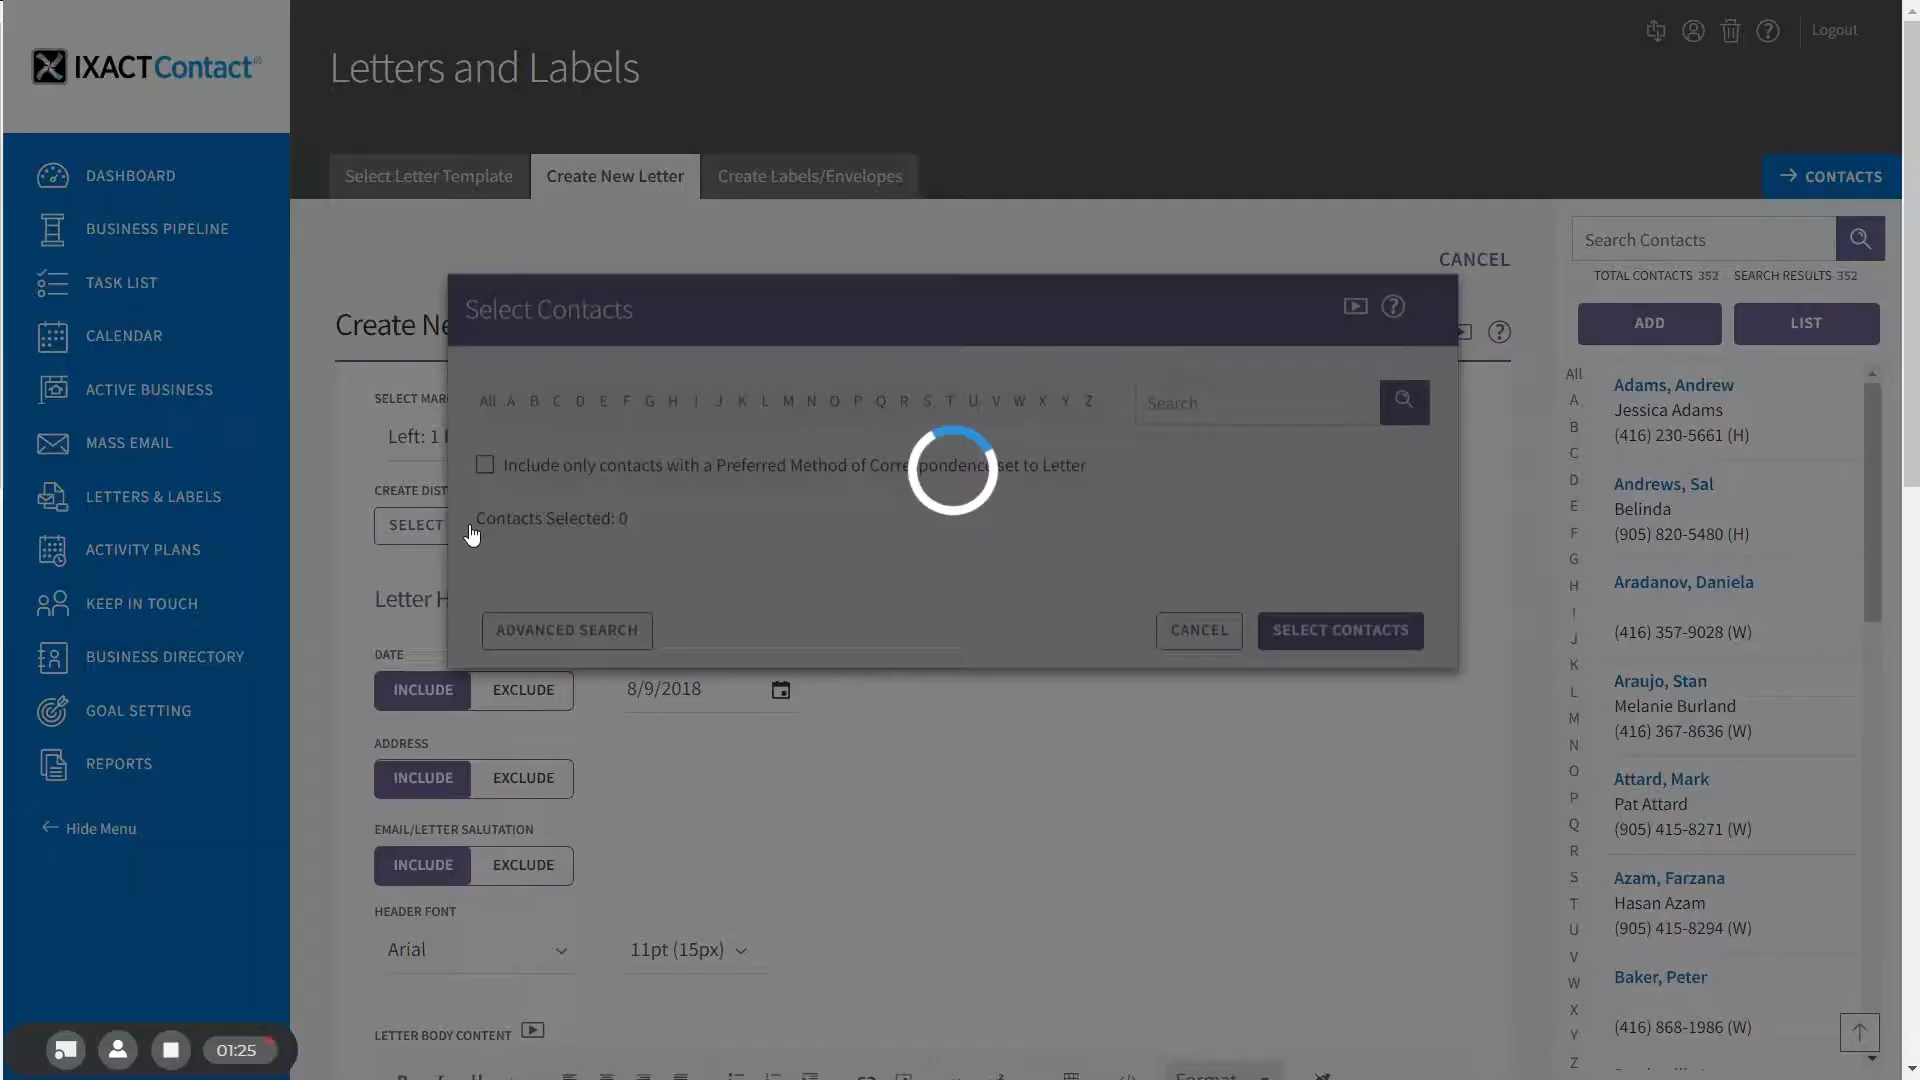 IXACTContact
Letters and Labels
Logout
Select Letter Template
Create New Letter
Create Labels/Envelopes
CONTACTS
DASHBOARD
BUSINESS PIPELINE
TASK LIST
CALENDAR
ACTIVE BUSINESS
MASS EMAIL
LETTERS & LABELS
ACTIVITY PLANS
KEEP IN TOUCH
BUSINESS DIRECTORY
GOAL SETTING
REPORTS
Hide Menu
01:25
CANCEL
Create Ne
SELECT MAR
Left: 1
CREATE DIST
SELECT
Letter H
Select Contacts
All A B C D E F G H I J K L M N O P Q R S T U V W X Y Z
Search
Include only contacts with a Preferred Method of Correspondence set to Letter
Contacts Selected: 0
ADVANCED SEARCH
CANCEL
SELECT CONTACTS
DATE
INCLUDE EXCLUDE
8/9/2018
ADDRESS
INCLUDE EXCLUDE
EMAIL/LETTER SALUTATION
INCLUDE EXCLUDE
HEADER FONT
Arial
11pt (15px)
LETTER BODY CONTENT
Format
Search Contacts
TOTAL CONTACTS 352 SEARCH RESULTS 352
ADD
LIST
All
A
B
C
D
E
F
G
H
I
J
K
L
M
N
O
P
Q
R
S
T
U
V
W
X
Y
Z
Adams, Andrew
Jessica Adams
(416) 230-5661 (H)
Andrews, Sal
Belinda
(905) 820-5480 (H)
Aradanov, Daniela
(416) 357-9028 (W)
Araujo, Stan
Melanie Burland
(416) 367-8636 (W)
Attard, Mark
Pat Attard
(905) 415-8271 (W)
Azam, Farzana
Hasan Azam
(905) 415-8294 (W)
Baker, Peter
(416) 868-1986 (W)